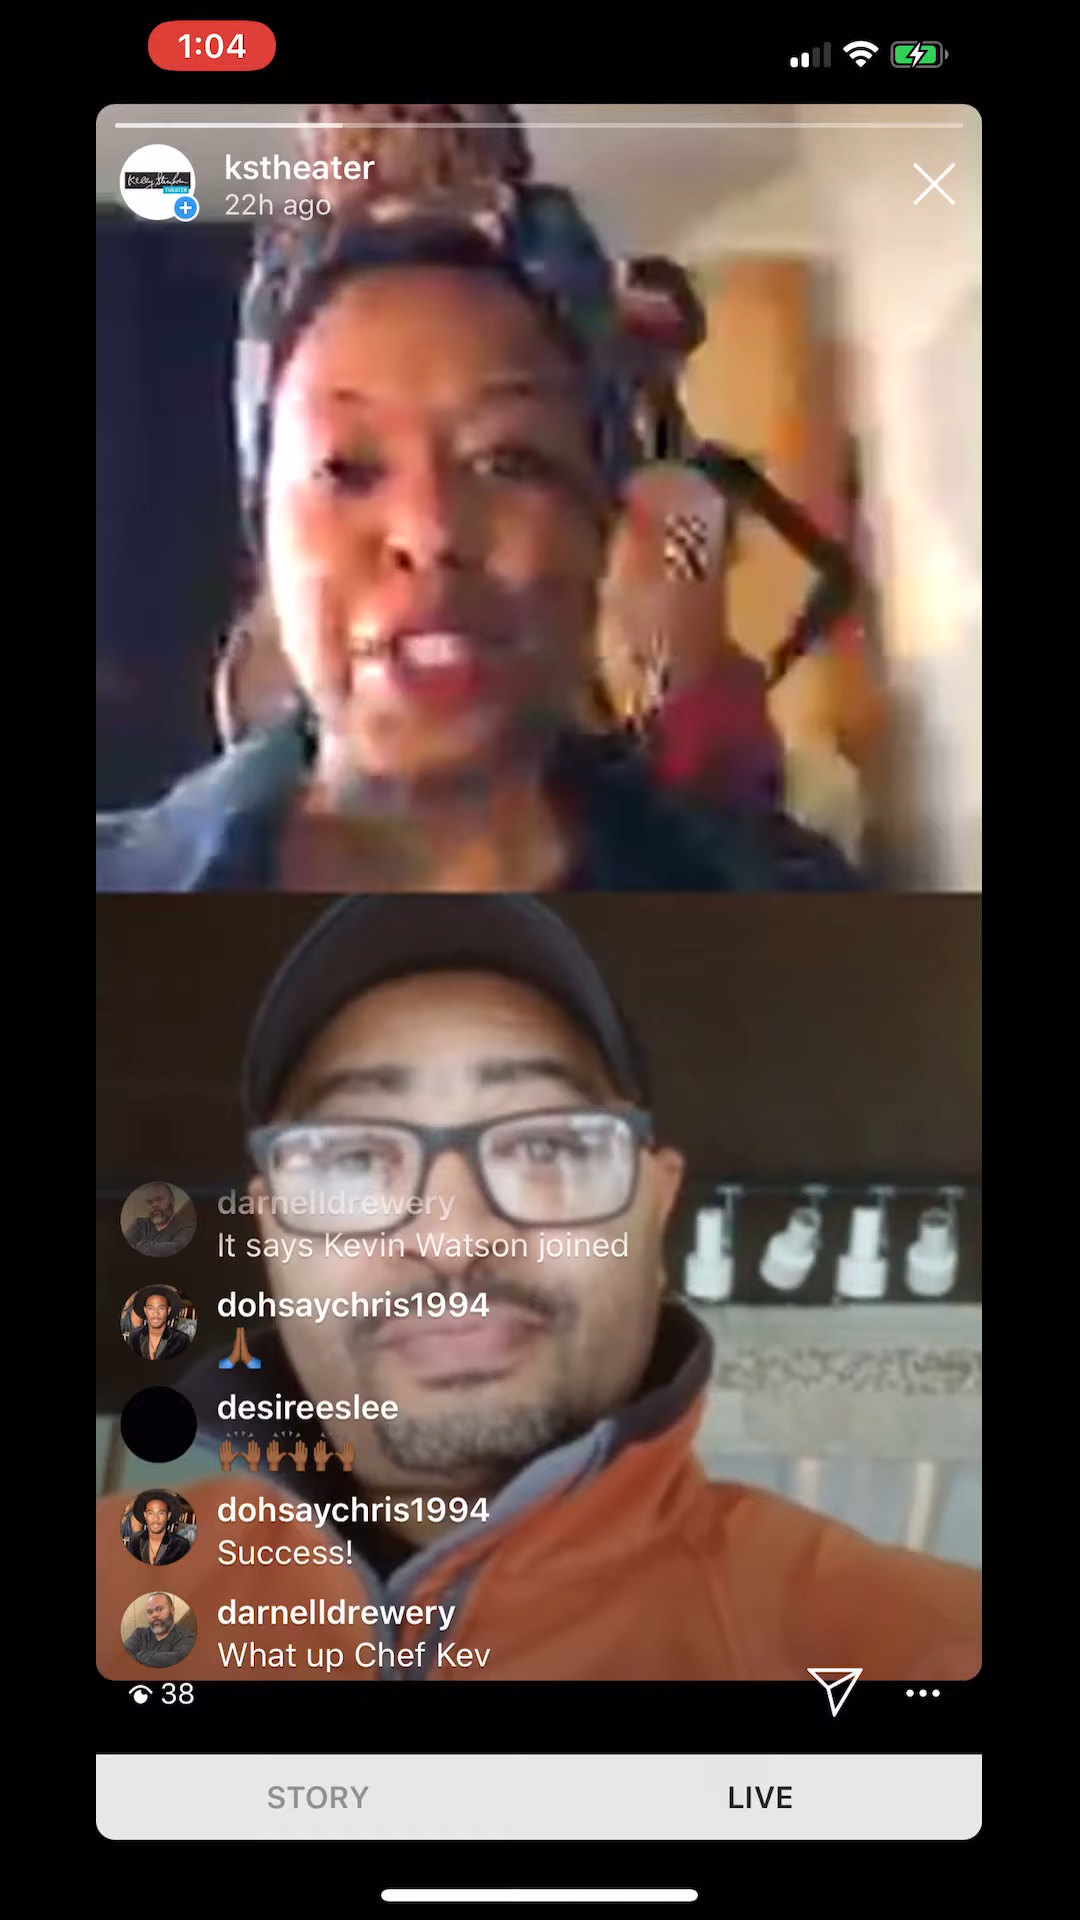 1:04
kstheater
22h ago
THEATER
darnelldrewery
It says Kevin Watson joined
dohsaychris1994
🙏🏾
desireeslee
🙌🏾🙌🏾🙌🏾
dohsaychris1994
Success!
darnelldrewery
What up Chef Kev
38
STORY
LIVE